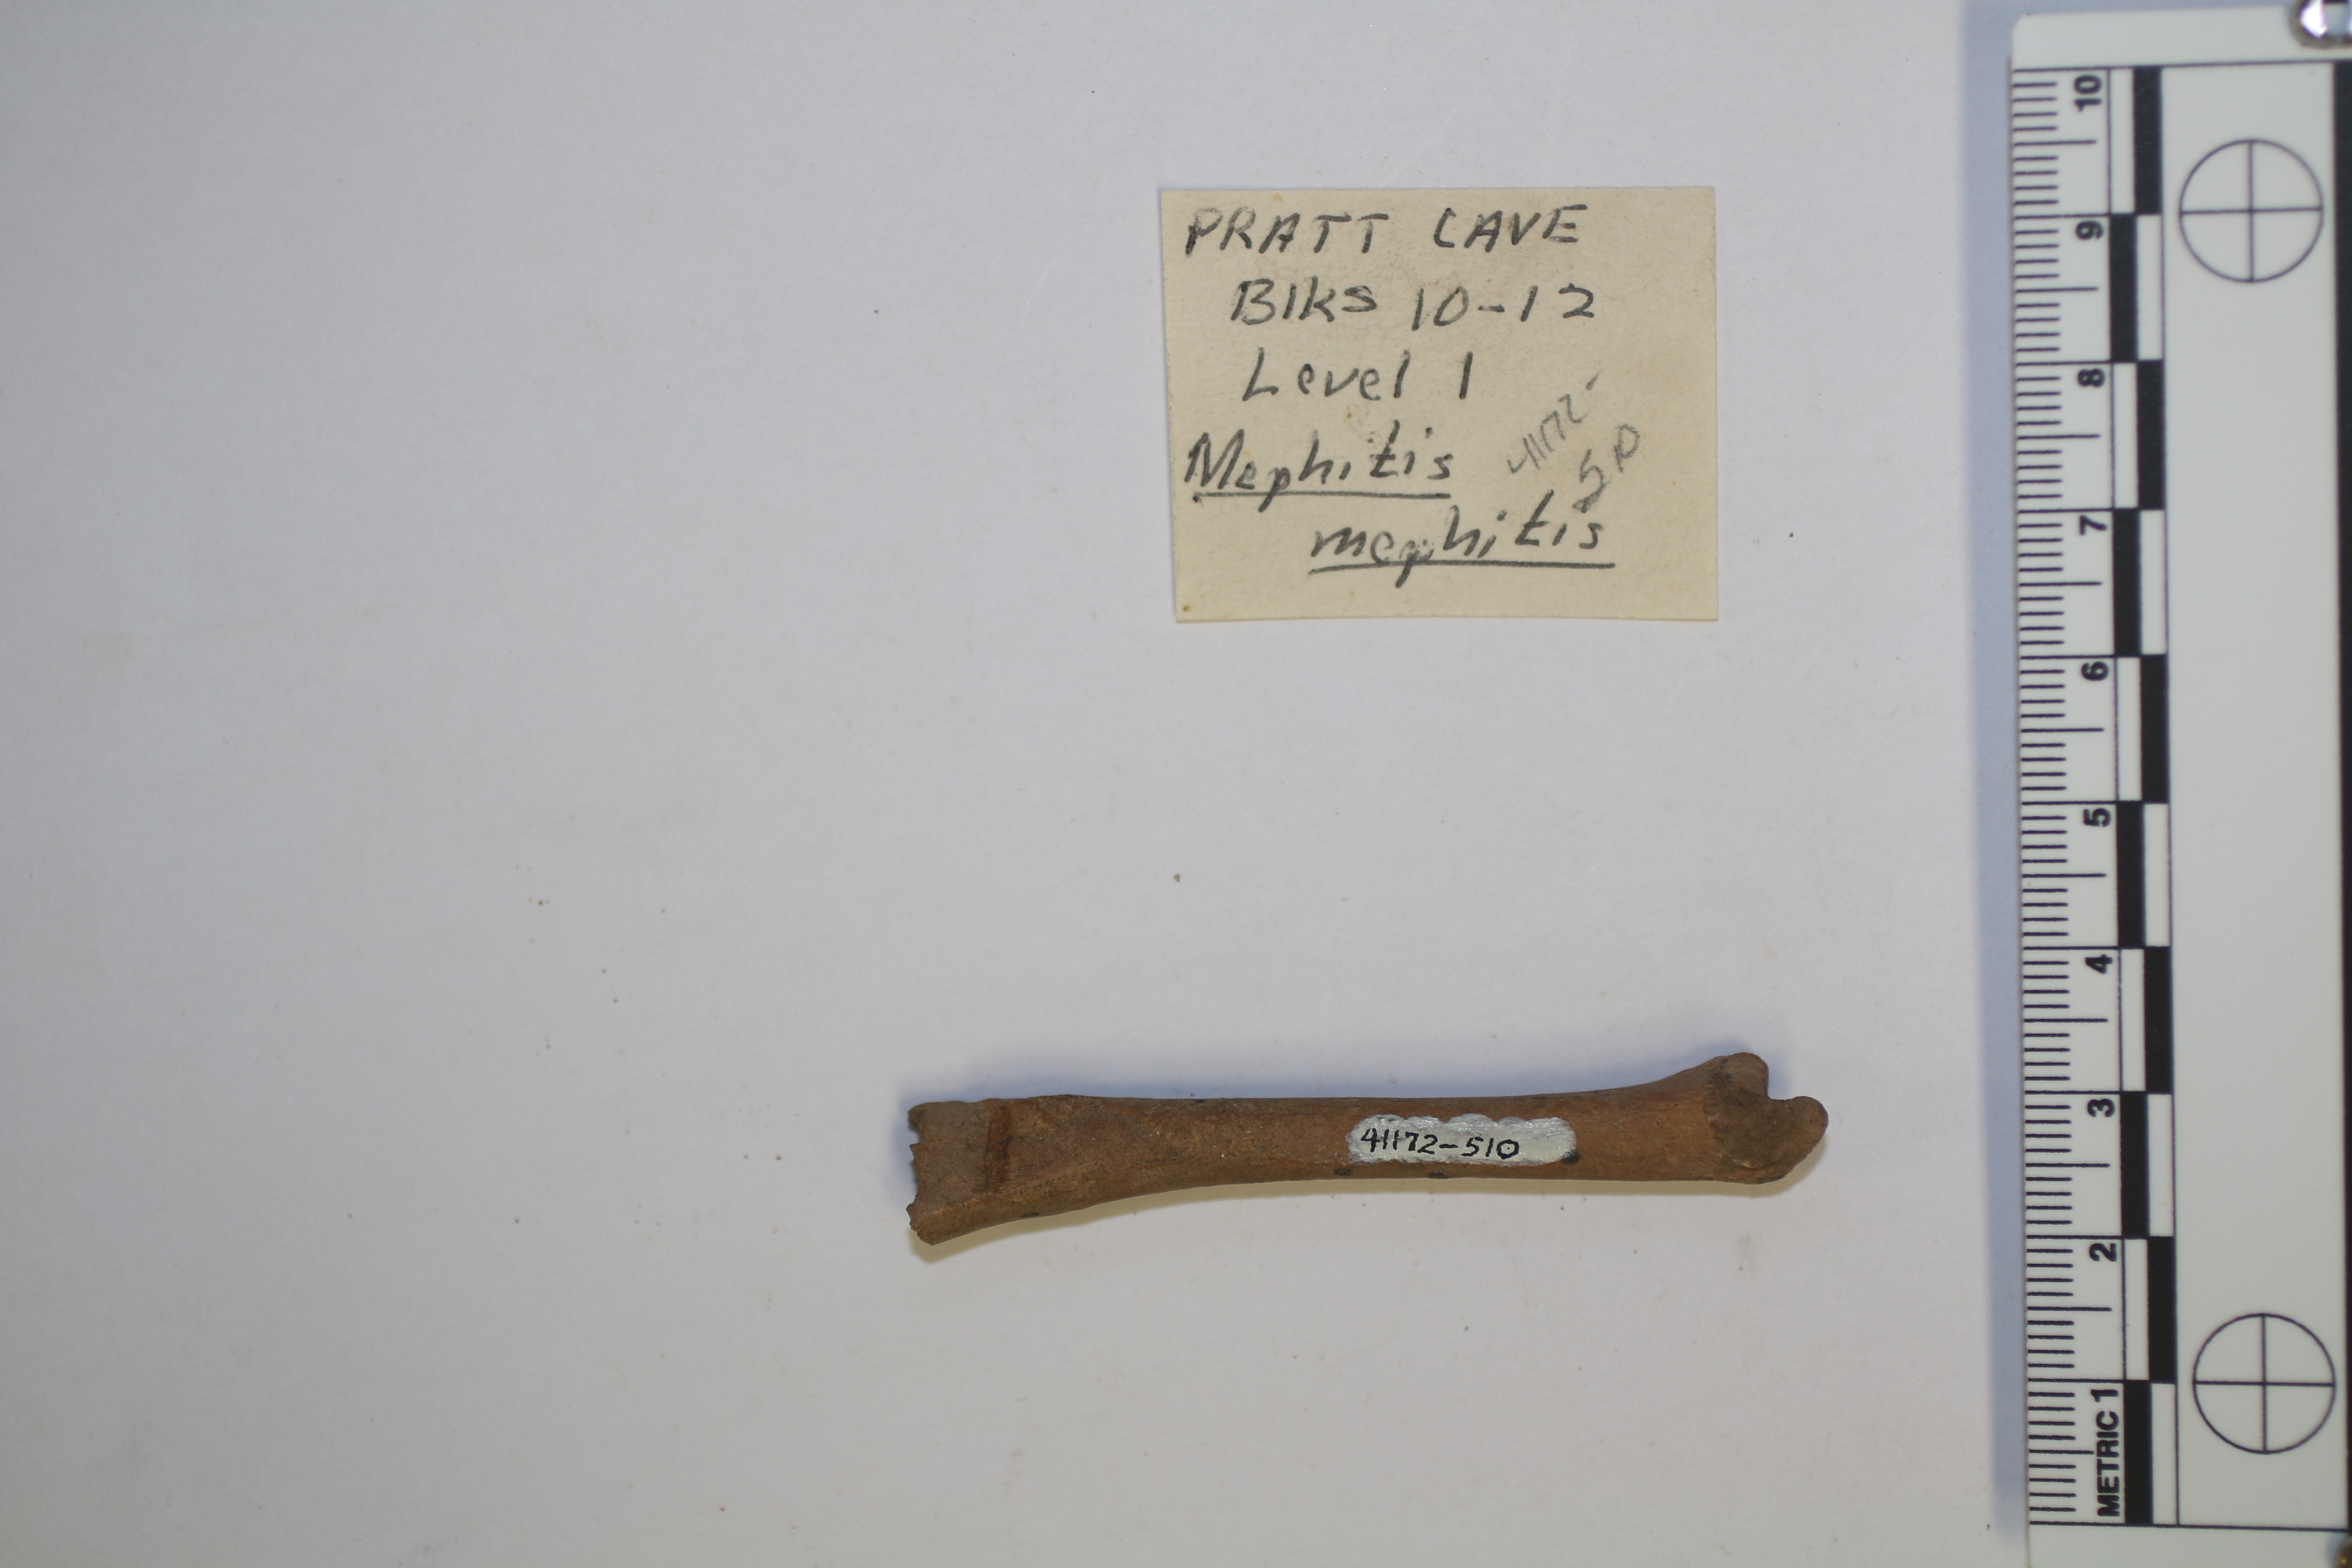 PRATT CAVE
Blks 10-12
Level 1
Mephitis
mephitis
41172-510
METRIC 1 2 3 4 5 6 7 8 9 10